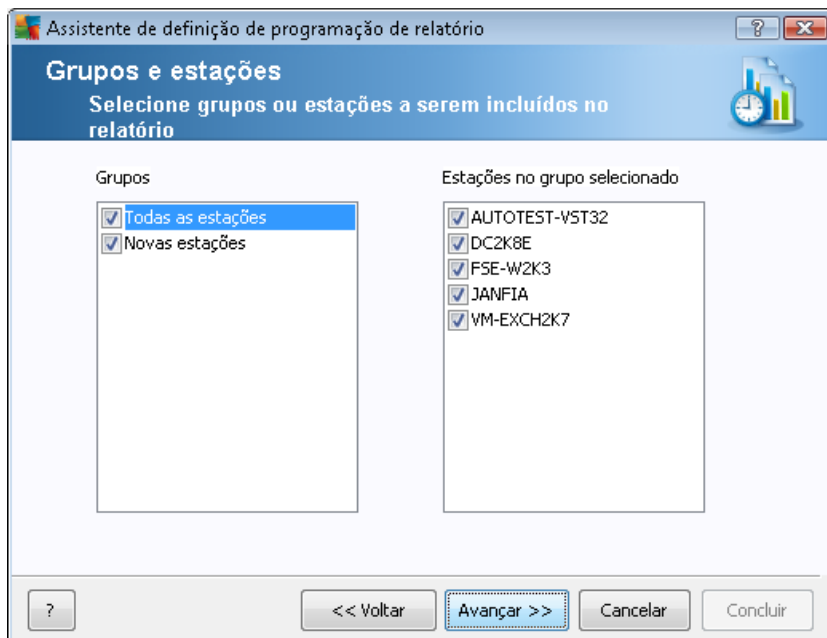 Assistente de definição de programação de relatório
?
Grupos e estações
Selecione grupos ou estações a serem incluídos no
relatório
Grupos
Todas as estações
Novas estações
Estações no grupo selecionado
AUTOTEST-VST32
DC2K8E
FSE-W2K3
JANFIA
VM-EXCH2K7
?
<< Voltar
Avançar >>
Cancelar
Concluir